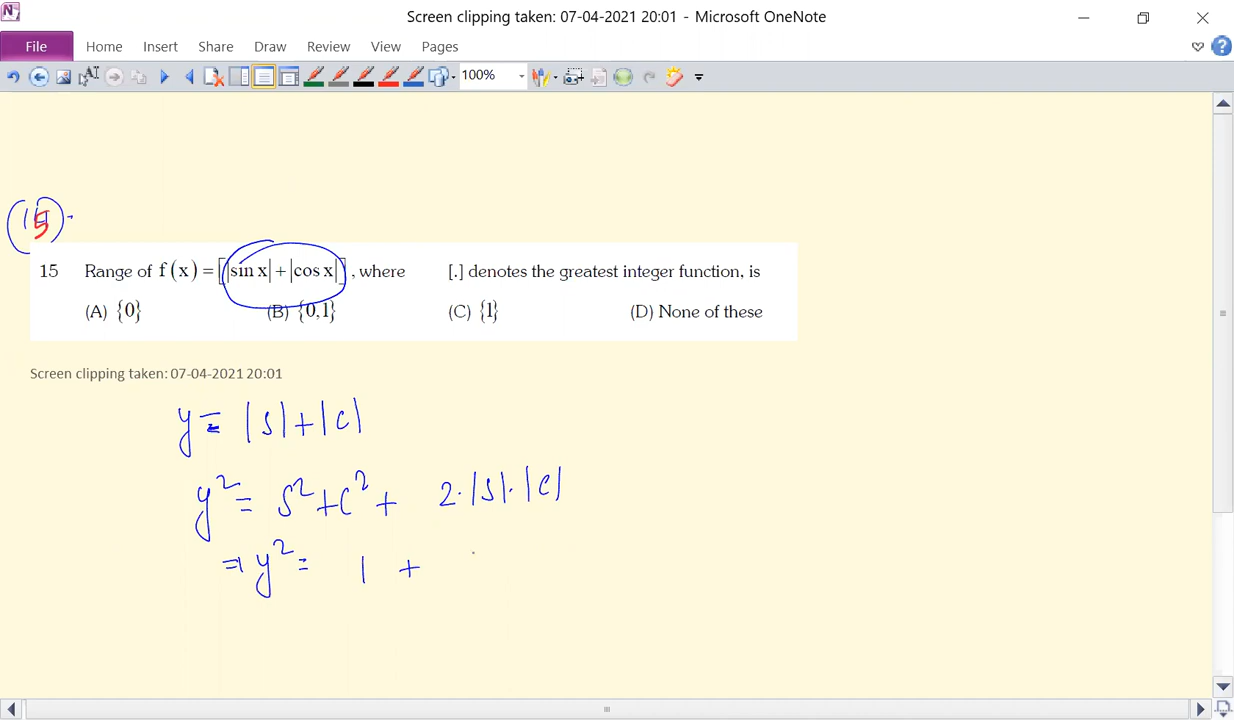 Screen clipping taken: 07-04-2021 20:01 - Microsoft OneNote
File Home Insert Share Draw Review View Pages
100%
15
15 Range of f(x) = [|sin x| + |cos x|], where [.] denotes the greatest integer function, is
(A) {0} (B) {0,1} (C) {1} (D) None of these
Screen clipping taken: 07-04-2021 20:01
y = |s| + |c|
y² = s² + c² + 2·|s|·|c|
⇒ y² = 1 +